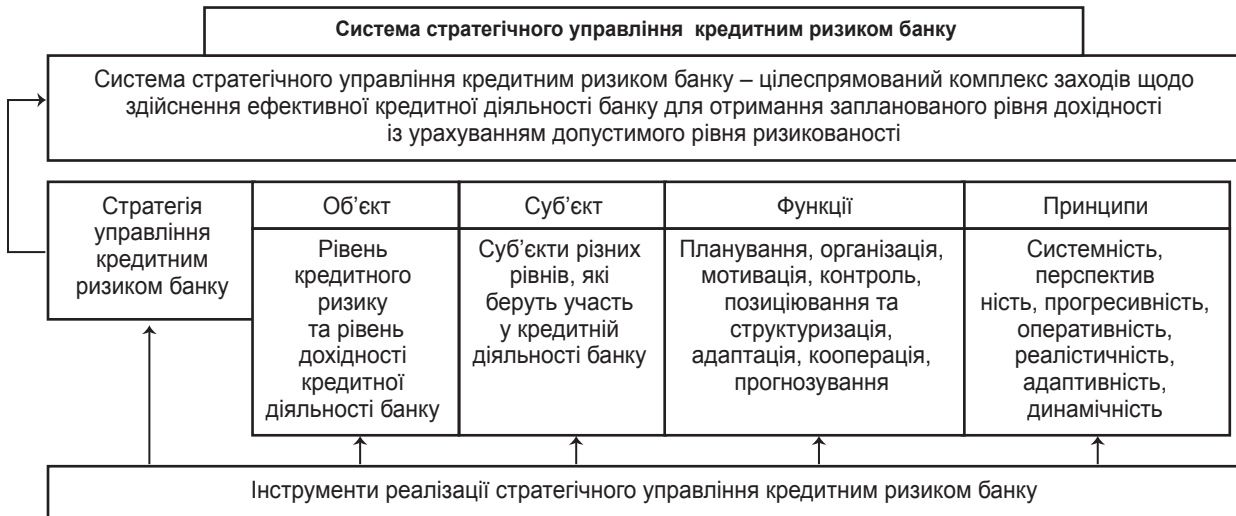 Система стратегічного управління кредитним ризиком банку
Система стратегічного управління кредитним ризиком банку – цілеспрямований комплекс заходів щодо
здійснення ефективної кредитної діяльності банку для отримання запланованого рівня дохідності
із урахуванням допустимого рівня ризикованості
Стратегія
управління
кредитним
ризиком банку
Об’єкт
Рівень
кредитного
ризику
та рівень
дохідності
кредитної
діяльності банку
Суб’єкт
Суб’єкти різних
рівнів, які
беруть участь
у кредитній
діяльності банку
Функції
Планування, організація,
мотивація, контроль,
позиціювання та
структуризація,
адаптація, кооперація,
прогнозування
Принципи
Системність,
перспектив
ність, прогресивність,
оперативність,
реалістичність,
адаптивність,
динамічність
Інструменти реалізації стратегічного управління кредитним ризиком банку